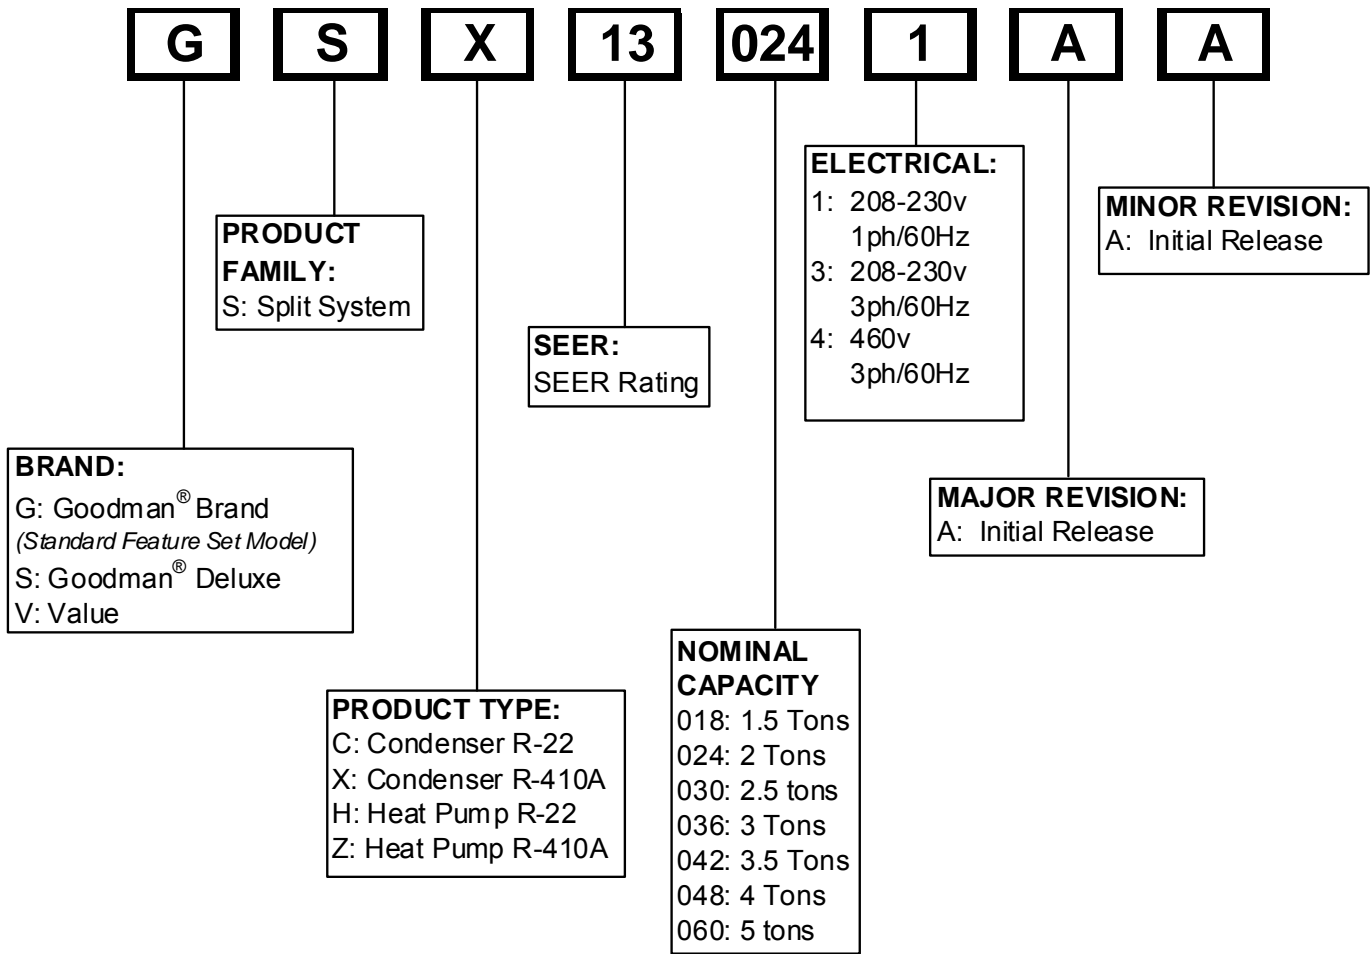 G S X 13 024 1 A A
ELECTRICAL:
1: 208-230v
1ph/60Hz
3: 208-230v
3ph/60Hz
4: 460v
3ph/60Hz
MINOR REVISION:
A: Initial Release
PRODUCT
FAMILY:
S: Split System
SEER:
SEER Rating
BRAND:
G: Goodman® Brand
(Standard Feature Set Model)
S: Goodman® Deluxe
V: Value
MAJOR REVISION:
A: Initial Release
NOMINAL
CAPACITY
018: 1.5 Tons
024: 2 Tons
030: 2.5 tons
036: 3 Tons
042: 3.5 Tons
048: 4 Tons
060: 5 tons
PRODUCT TYPE:
C: Condenser R-22
X: Condenser R-410A
H: Heat Pump R-22
Z: Heat Pump R-410A